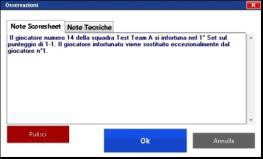 Osservazioni
Note Scoresheet
Note Tecniche
Il giocatore numero 14 della squadra Test Team A si infortuna nel 1° Set sul
punteggio di 1-1. Il giocatore infortunato viene sostituito eccezionalmente dal
giocatore n°1.
Pulisci
Ok
Annulla